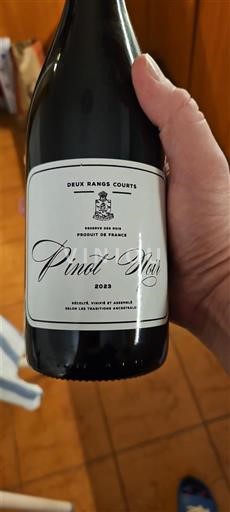 DEUX RANGS COURTS
RESERVE DES ROIS
PRODUIT DE FRANCE
Pinot Noir
2023
RÉCOLTÉ, VINIFIÉ ET ASSEMBLÉ
SELON LES TRADITIONS ANCESTRALES